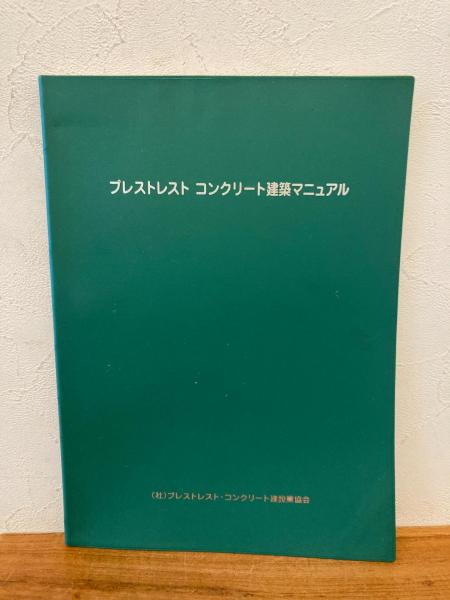 プレストレスト コンクリート建築マニュアル
(社)プレストレスト・コンクリート建設業協会